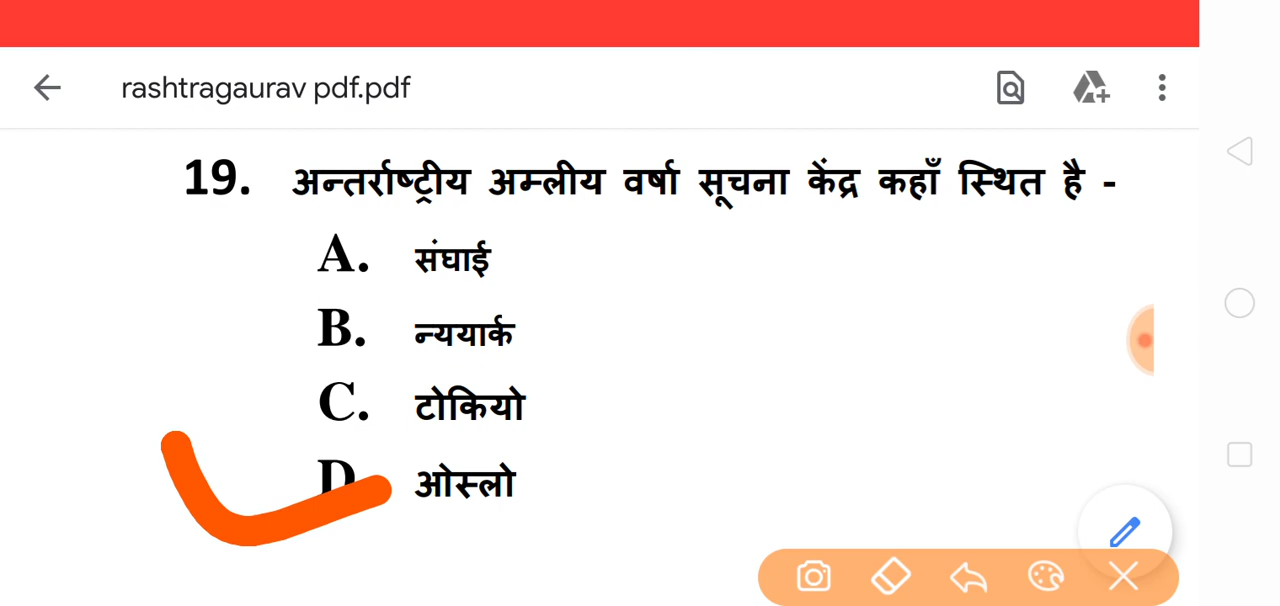 rashtragaurav pdf.pdf
19. अन्तर्राष्ट्रीय अम्लीय वर्षा सूचना केंद्र कहाँ स्थित है -
A. संघाई
B. न्ययार्क
C. टोकियो
D. ओस्लो